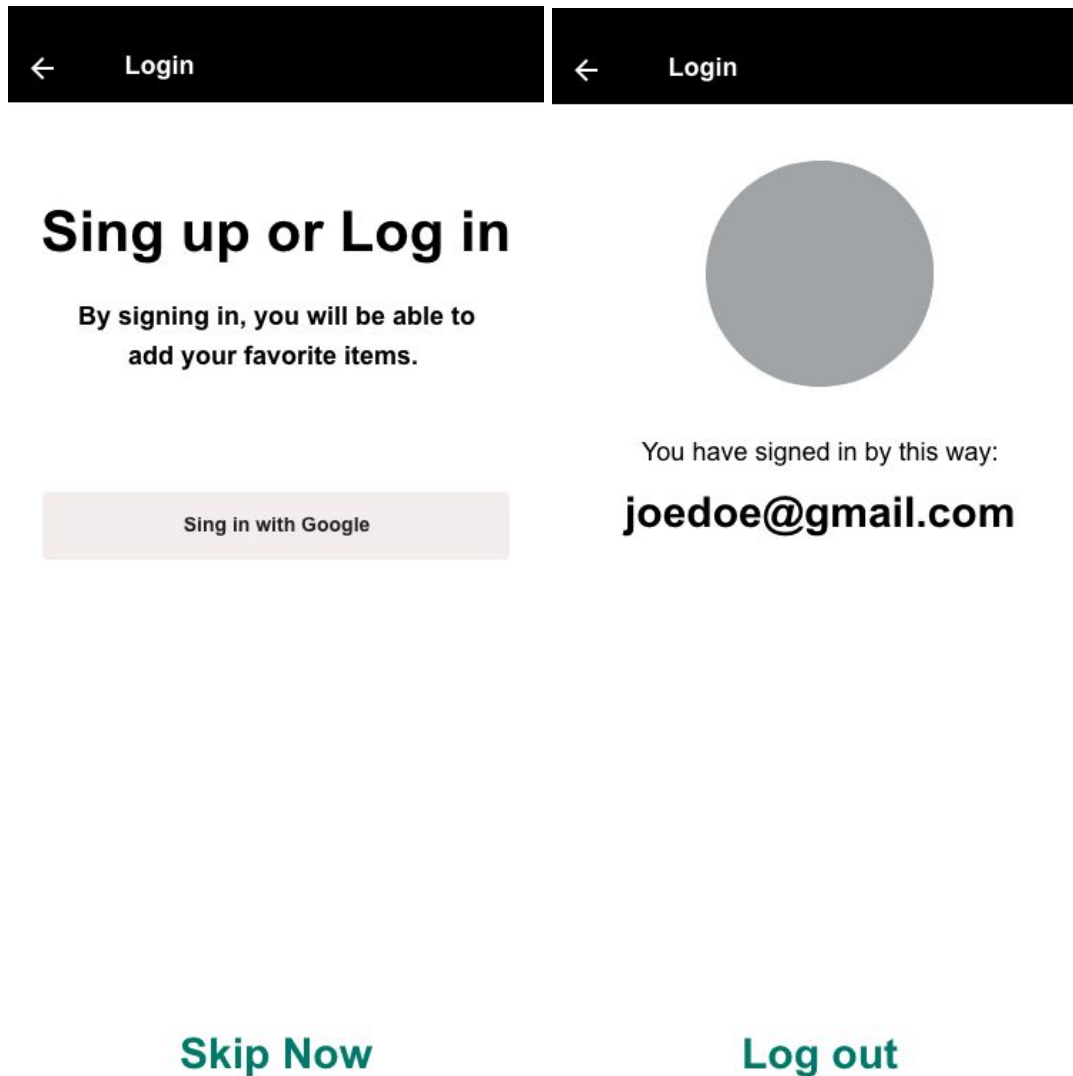 Login
Sing up or Log in
By signing in, you will be able to
add your favorite items.
Sing in with Google
Skip Now
Login
You have signed in by this way:
joedoe@gmail.com
Log out